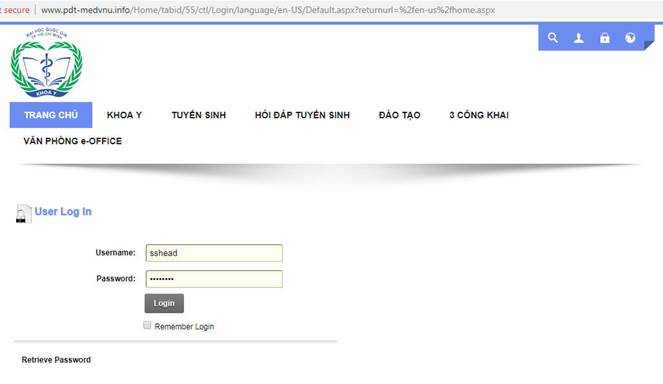 t secure | www.pdt-medvnu.info/Home/tabid/55/ctl/Login/language/en-US/Default.aspx?returnurl=%2fen-us%2fhome.aspx
ĐẠI HỌC QUỐC GIA
TP. HỒ CHÍ MINH
KHOA Y
TRANG CHỦ KHOA Y TUYỂN SINH HỎI ĐÁP TUYỂN SINH ĐÀO TẠO 3 CÔNG KHAI
VĂN PHÒNG e-OFFICE
User Log In
Username: sshead
Password: ••••••••
Login
Remember Login
Retrieve Password